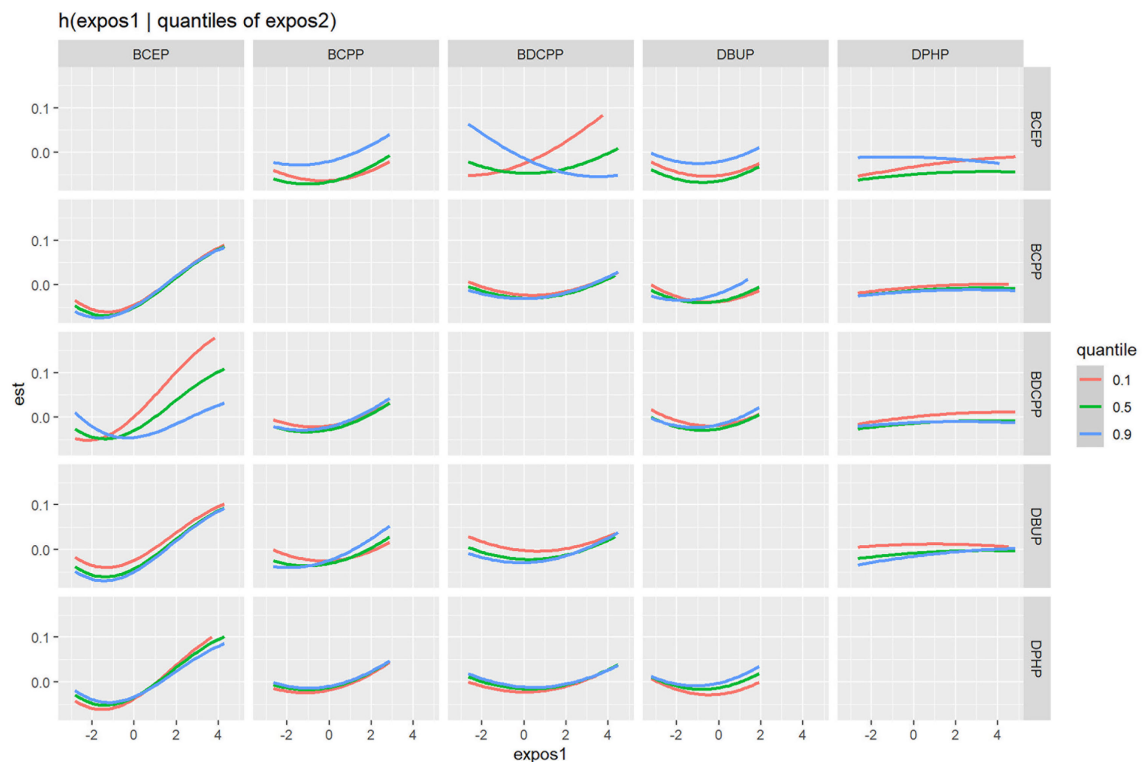 h(expos1 | quantiles of expos2)
BCEP BCPP BDCPP DBUP DPHP
0.1
0.0
BCEP
0.1
0.0
BCPP
0.1
0.0
BDCPP
0.1
0.0
DBUP
0.1
0.0
DPHP
est
quantile
0.1
0.5
0.9
-2 0 2 4 -2 0 2 4 -2 0 2 4 -2 0 2 4 -2 0 2 4
expos1